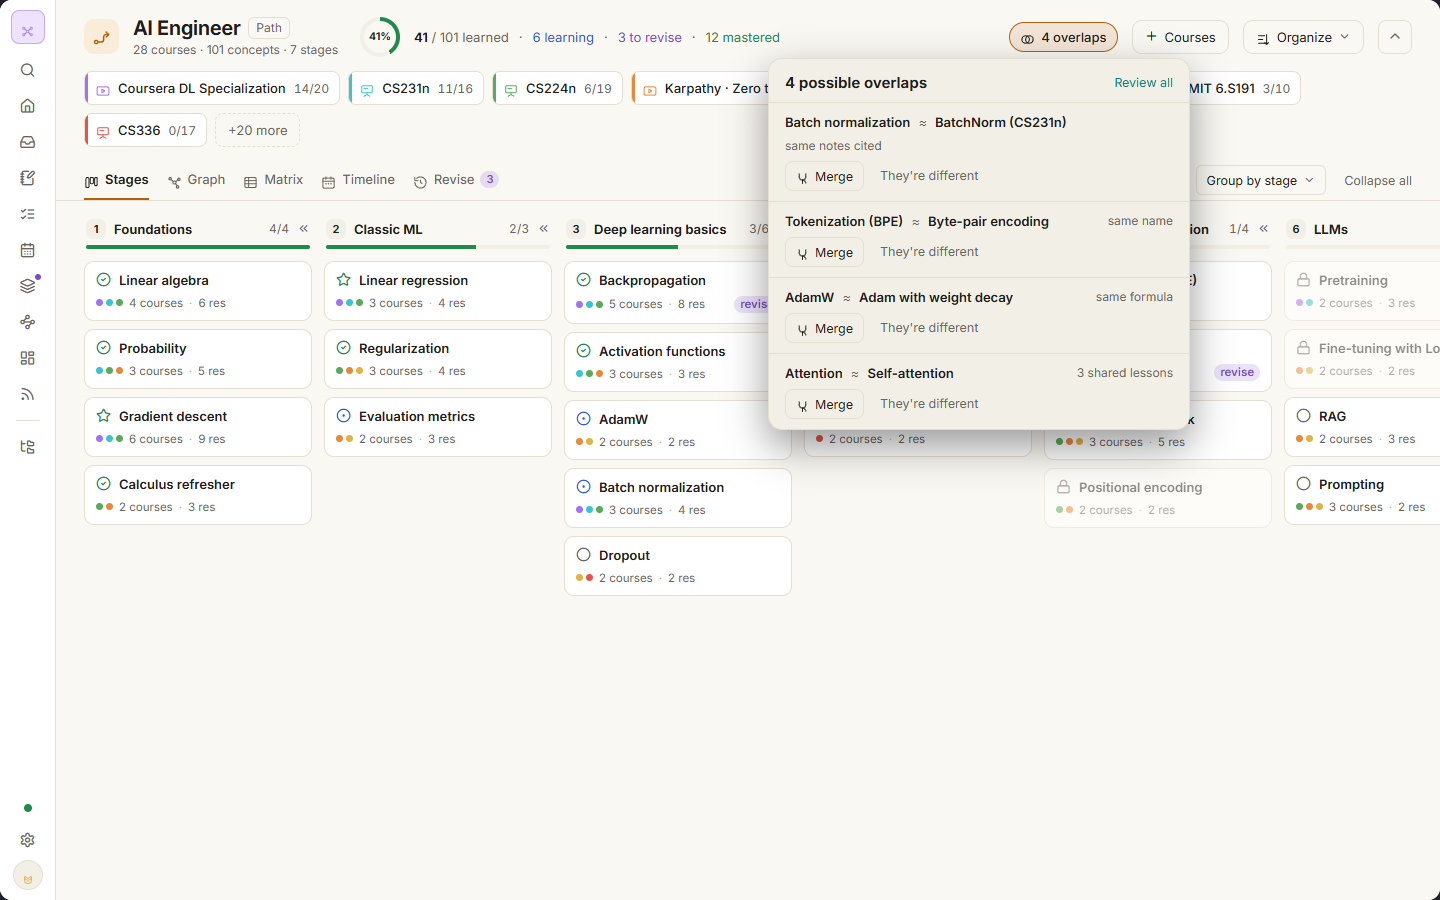 AI Engineer Path
28 courses · 101 concepts · 7 stages
41%
41 / 101 learned · 6 learning · 3 to revise · 12 mastered
4 overlaps
Courses
Organize
Coursera DL Specialization 14/20
CS231n 11/16
CS224n 6/19
Karpathy · Zero t
MIT 6.S191 3/10
CS336 0/17
+20 more
4 possible overlaps
Review all
Batch normalization ≈ BatchNorm (CS231n)
same notes cited
Merge They're different
Tokenization (BPE) ≈ Byte-pair encoding same name
Merge They're different
AdamW ≈ Adam with weight decay same formula
Merge They're different
Attention ≈ Self-attention 3 shared lessons
Merge They're different
Stages
Graph
Matrix
Timeline
Revise 3
Group by stage
Collapse all
1 Foundations 4/4
Linear algebra
4 courses · 6 res
Probability
3 courses · 5 res
Gradient descent
6 courses · 9 res
Calculus refresher
2 courses · 3 res
2 Classic ML 2/3
Linear regression
3 courses · 4 res
Regularization
3 courses · 4 res
Evaluation metrics
2 courses · 3 res
3 Deep learning basics 3/6
Backpropagation
5 courses · 8 res revis
Activation functions
3 courses · 3 res
AdamW
2 courses · 2 res
Batch normalization
3 courses · 4 res
Dropout
2 courses · 2 res
2 courses · 2 res
ion 1/4
E)
revise
k
3 courses · 5 res
Positional encoding
2 courses · 2 res
6 LLMs
Pretraining
2 courses · 3 res
Fine-tuning with Lo
2 courses · 2 res
RAG
2 courses · 3 res
Prompting
3 courses · 2 res